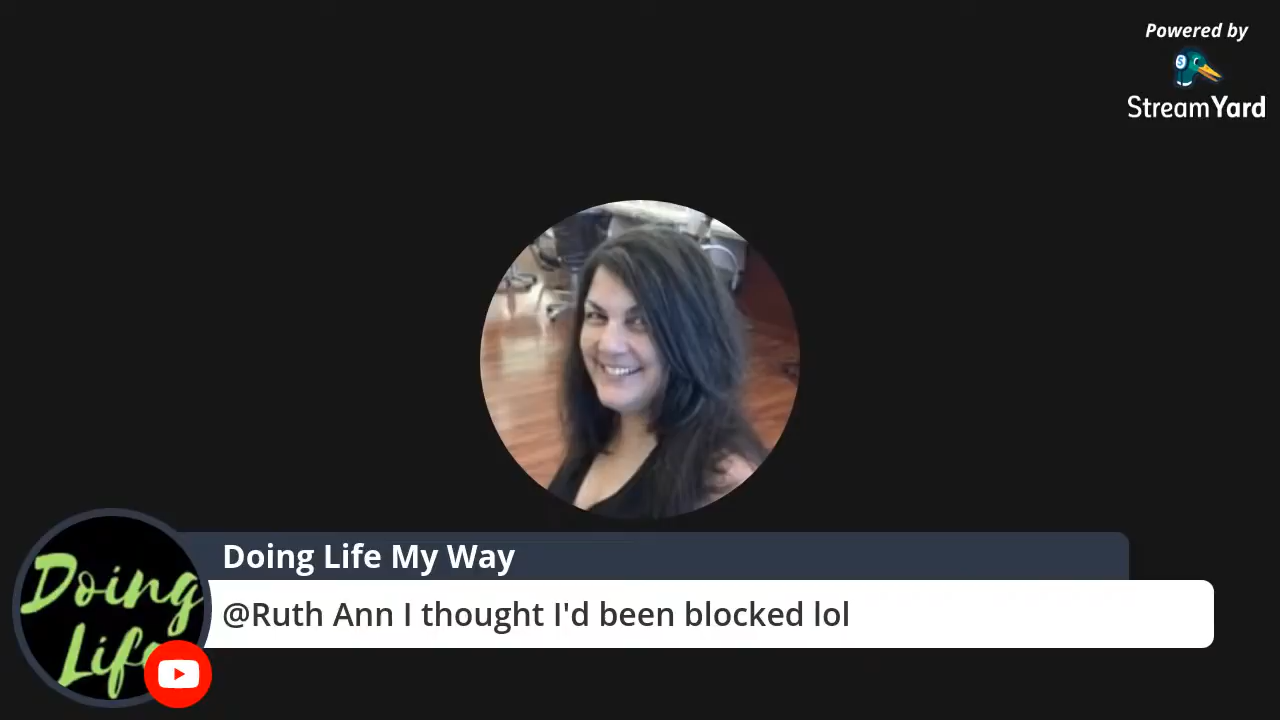 Powered by
StreamYard
Doing Life My Way
@Ruth Ann I thought I'd been blocked lol
Doing
Life